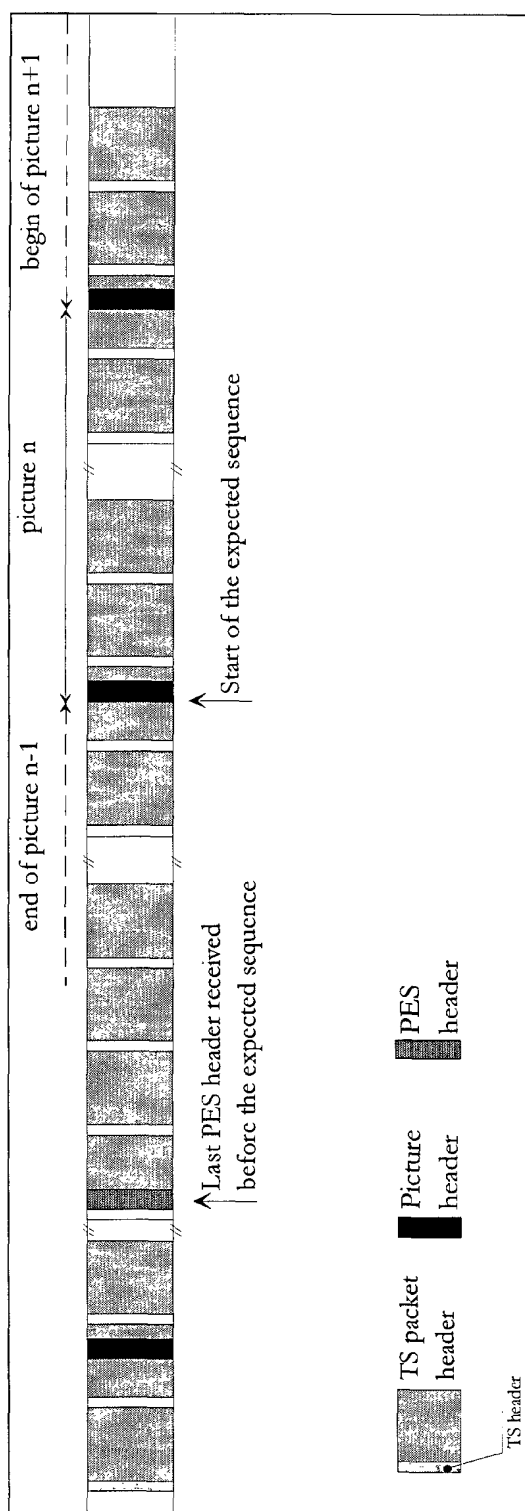 end of picture n-1
picture n
begin of picture n+1
Last PES header received
before the expected sequence
Start of the expected sequence
TS packet
header
Picture
header
PES
header
TS header